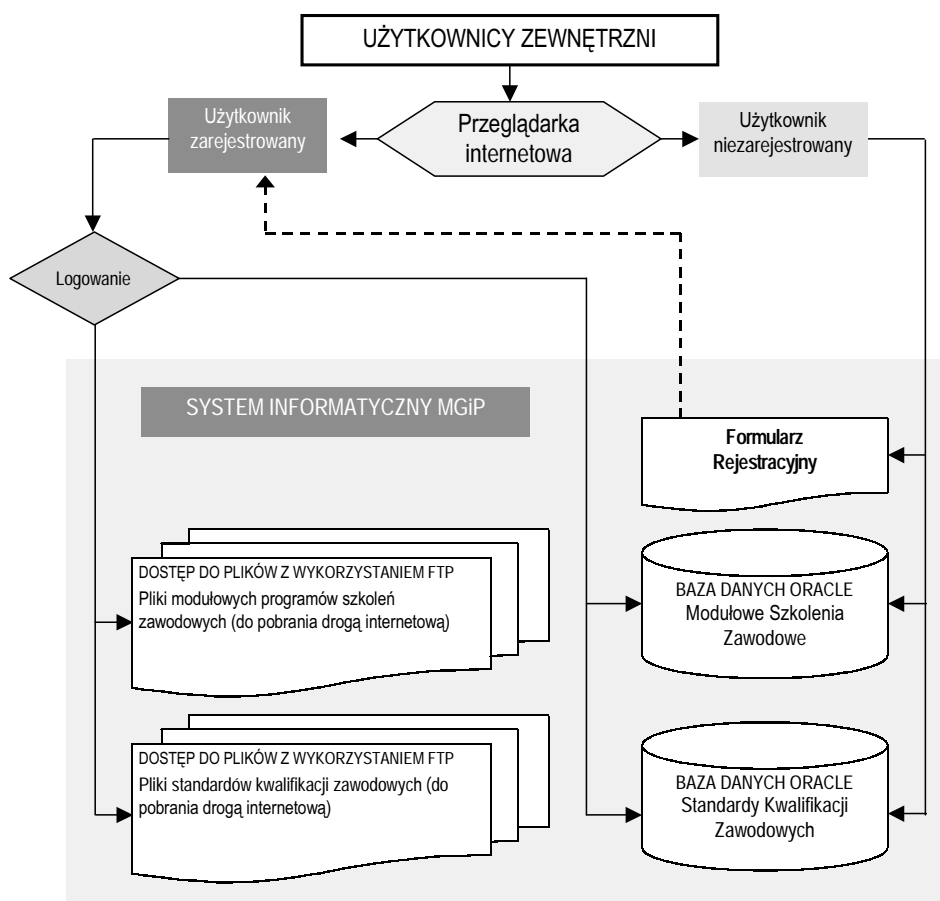 UŻYTKOWNICY ZEWNĘTRZNI
Użytkownik
zarejestrowany
Przeglądarka
internetowa
Użytkownik
niezarejestrowany
Logowanie
SYSTEM INFORMATYCZNY MGiP
Formularz
Rejestracyjny
DOSTĘP DO PLIKÓW Z WYKORZYSTANIEM FTP
Pliki modułowych programów szkoleń
zawodowych (do pobrania drogą internetową)
BAZA DANYCH ORACLE
Modułowe Szkolenia
Zawodowe
DOSTĘP DO PLIKÓW Z WYKORZYSTANIEM FTP
Pliki standardów kwalifikacji zawodowych (do
pobrania drogą internetową)
BAZA DANYCH ORACLE
Standardy Kwalifikacji
Zawodowych